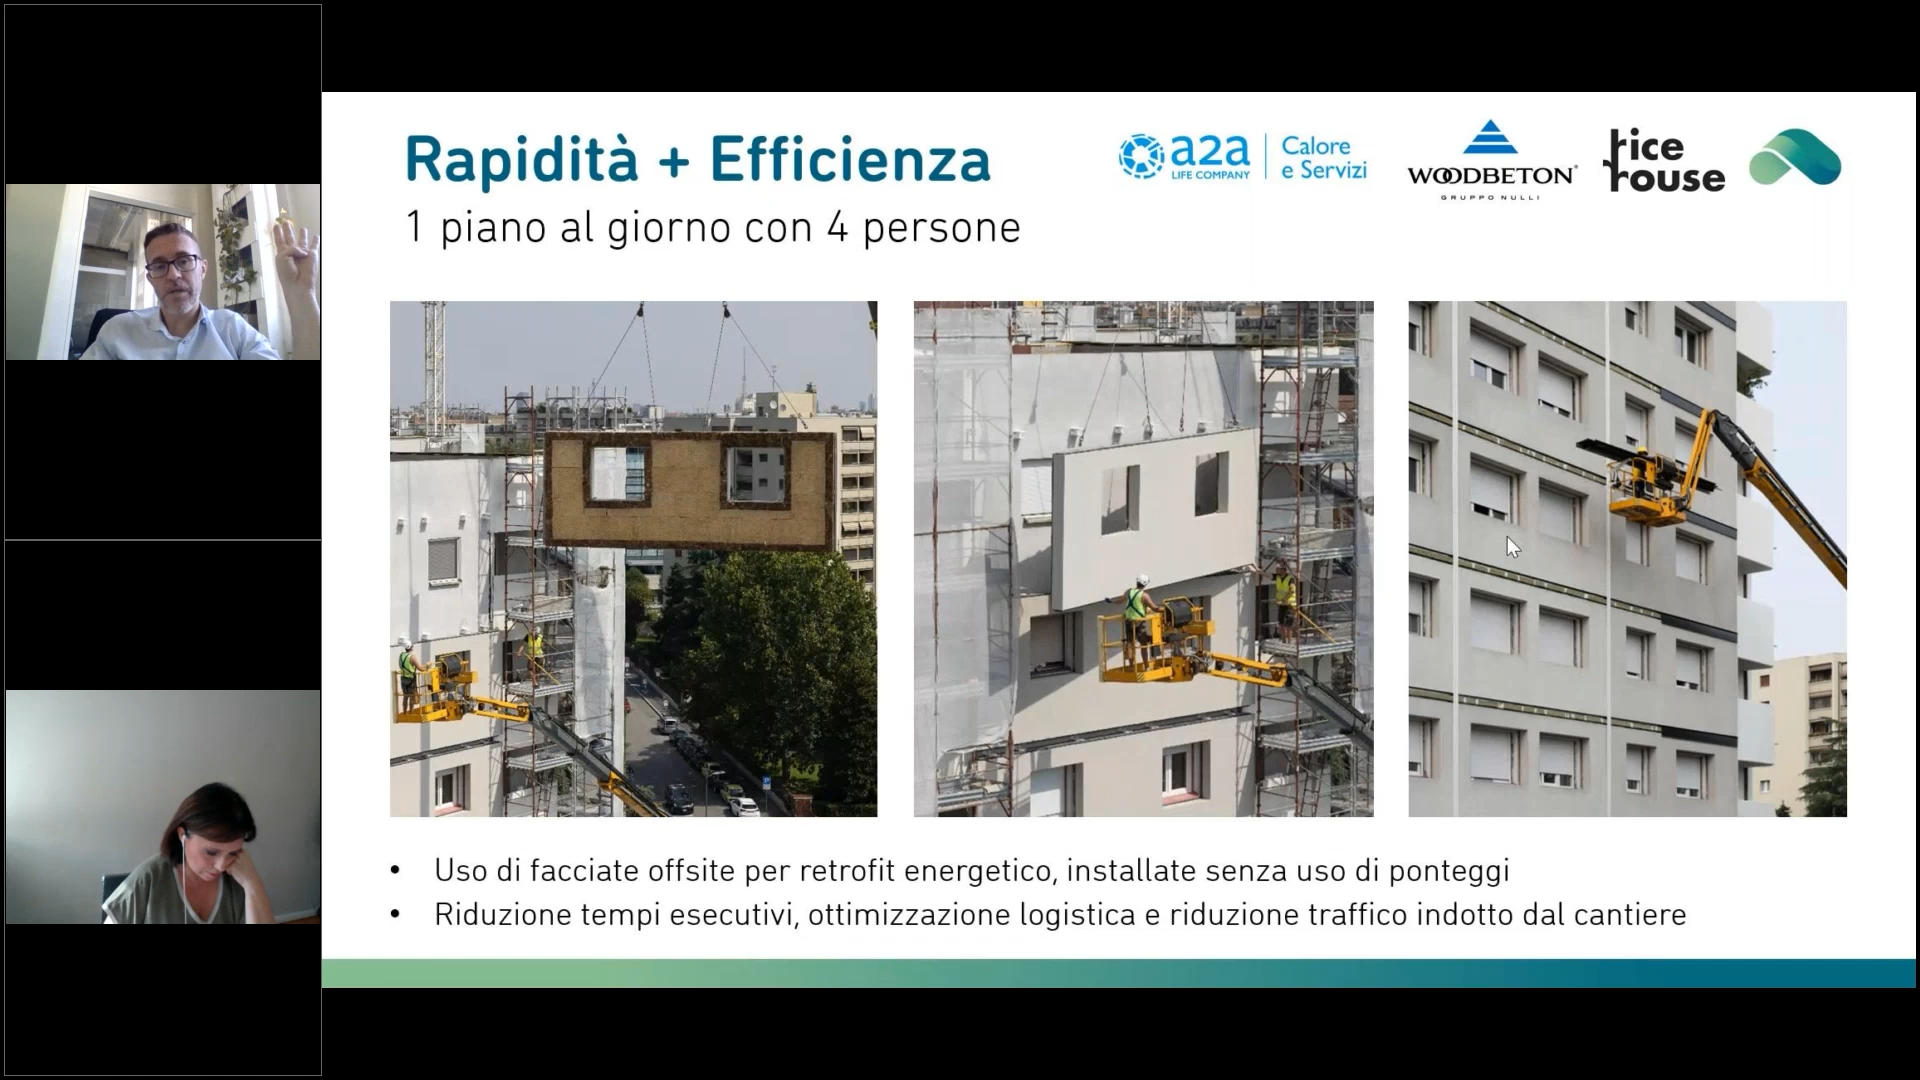 Rapidità + Efficienza
1 piano al giorno con 4 persone
a2a
LIFE COMPANY
Calore
e Servizi
WOODBETON
GRUPPO NULLI
rice
house
• Uso di facciate offsite per retrofit energetico, installate senza uso di ponteggi
• Riduzione tempi esecutivi, ottimizzazione logistica e riduzione traffico indotto dal cantiere